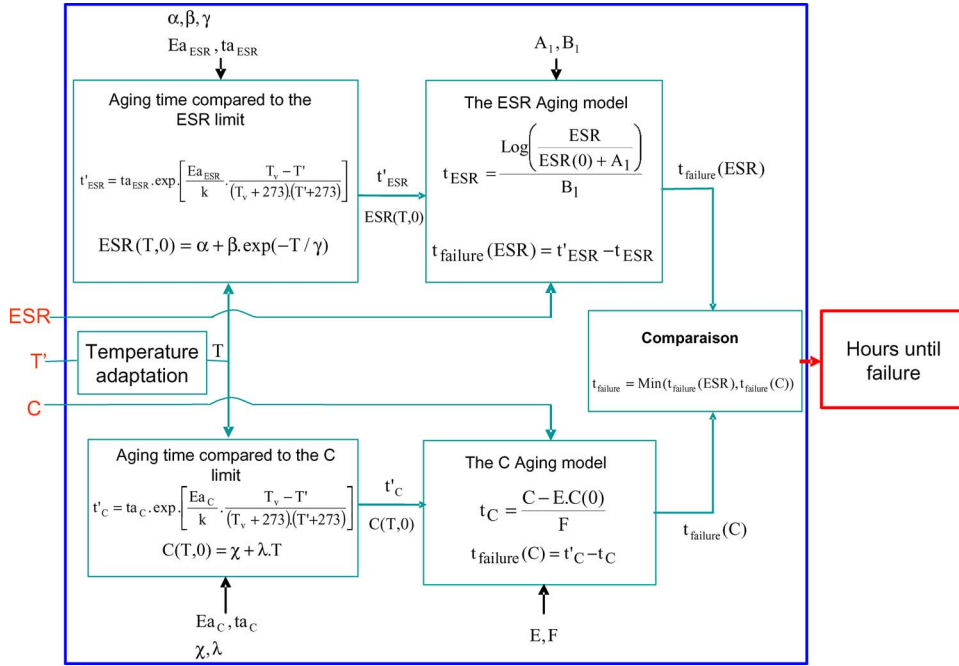 α,β,γ
Ea_ESR , ta_ESR
Aging time compared to the
ESR limit
t'_ESR = ta_ESR . exp.[ Ea_ESR / k . (T_v − T') / ((T_v + 273).(T'+273)) ]
ESR(T,0) = α + β.exp(−T / γ)
A_1, B_1
The ESR Aging model
t_ESR = Log( ESR / (ESR(0) + A_1) ) / B_1
t_failure(ESR) = t'_ESR − t_ESR
t'_ESR
ESR(T,0)
t_failure(ESR)
ESR
T'
C
Temperature
adaptation
T
Comparaison
t_failure = Min(t_failure(ESR), t_failure(C))
Hours until
failure
Aging time compared to the C
limit
t'_C = ta_C . exp.[ Ea_C / k . (T_v − T') / ((T_v + 273).(T'+273)) ]
C(T,0) = χ + λ.T
t'_C
C(T,0)
The C Aging model
t_C = (C − E.C(0)) / F
t_failure(C) = t'_C − t_C
t_failure(C)
Ea_C , ta_C
χ, λ
E, F